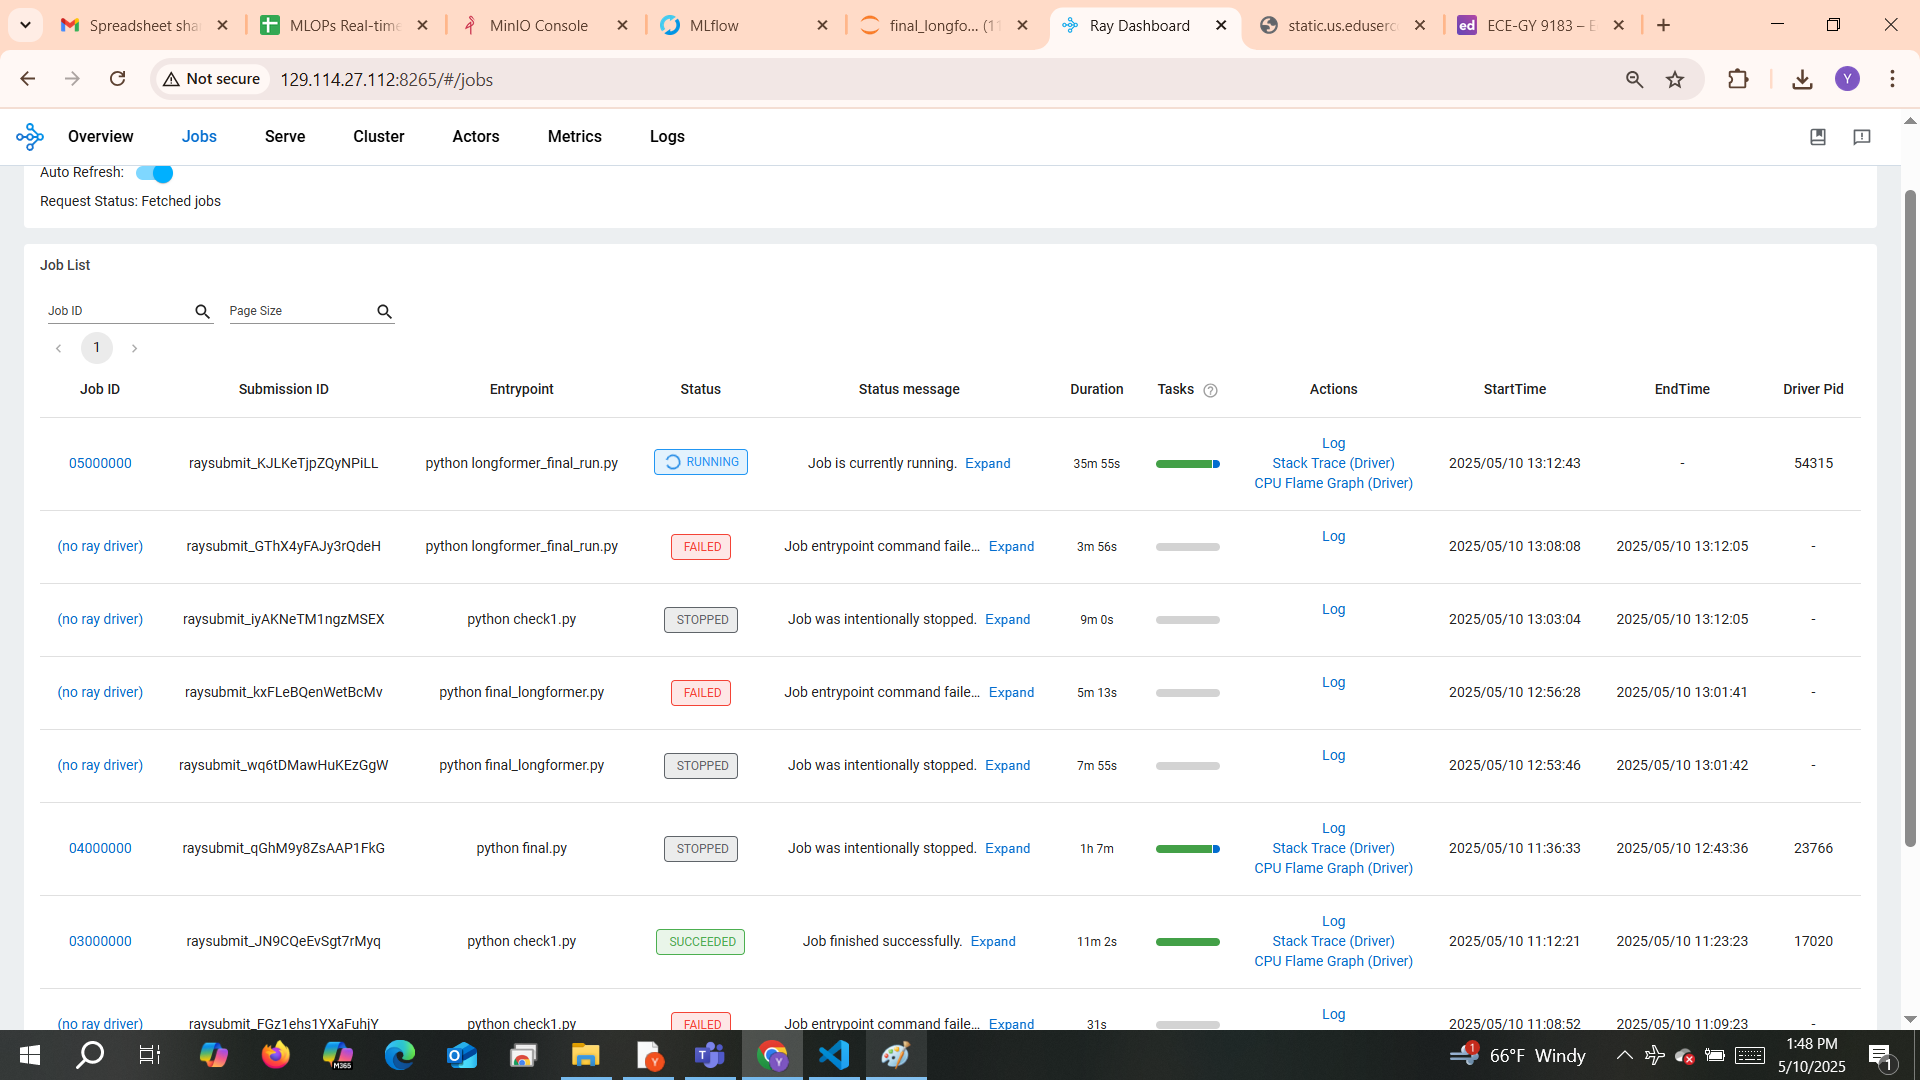 Spreadsheet sha
MLOPs Real-time
MinIO Console
MLflow
final_longfo... (11
Ray Dashboard
static.us.eduserc
ECE-GY 9183 – E
Not secure
129.114.27.112:8265/#/jobs
Y
Overview
Jobs
Serve
Cluster
Actors
Metrics
Logs
Auto Refresh:
Request Status: Fetched jobs
Job List
Job ID
Page Size
1
Job ID Submission ID Entrypoint Status Status message Duration Tasks Actions StartTime EndTime Driver Pid
Log
05000000 raysubmit_KJLKeTjpZQyNPiLL python longformer_final_run.py RUNNING Job is currently running. Expand 35m 55s Stack Trace (Driver) 2025/05/10 13:12:43 - 54315
CPU Flame Graph (Driver)
(no ray driver) raysubmit_GThX4yFAJy3rQdeH python longformer_final_run.py FAILED Job entrypoint command faile... Expand 3m 56s Log 2025/05/10 13:08:08 2025/05/10 13:12:05 -
(no ray driver) raysubmit_iyAKNeTM1ngzMSEX python check1.py STOPPED Job was intentionally stopped. Expand 9m 0s Log 2025/05/10 13:03:04 2025/05/10 13:12:05 -
(no ray driver) raysubmit_kxFLeBQenWetBcMv python final_longformer.py FAILED Job entrypoint command faile... Expand 5m 13s Log 2025/05/10 12:56:28 2025/05/10 13:01:41 -
(no ray driver) raysubmit_wq6tDMawHuKEzGgW python final_longformer.py STOPPED Job was intentionally stopped. Expand 7m 55s Log 2025/05/10 12:53:46 2025/05/10 13:01:42 -
Log
04000000 raysubmit_qGhM9y8ZsAAP1FkG python final.py STOPPED Job was intentionally stopped. Expand 1h 7m Stack Trace (Driver) 2025/05/10 11:36:33 2025/05/10 12:43:36 23766
CPU Flame Graph (Driver)
Log
03000000 raysubmit_JN9CQeEvSgt7rMyq python check1.py SUCCEEDED Job finished successfully. Expand 11m 2s Stack Trace (Driver) 2025/05/10 11:12:21 2025/05/10 11:23:23 17020
CPU Flame Graph (Driver)
(no ray driver) raysubmit_FGz1ehs1YXaFuhjY python check1.py FAILED Job entrypoint command faile... Expand 31s Log 2025/05/10 11:08:52 2025/05/10 11:09:23 -
66°F Windy
1:48 PM
5/10/2025
1